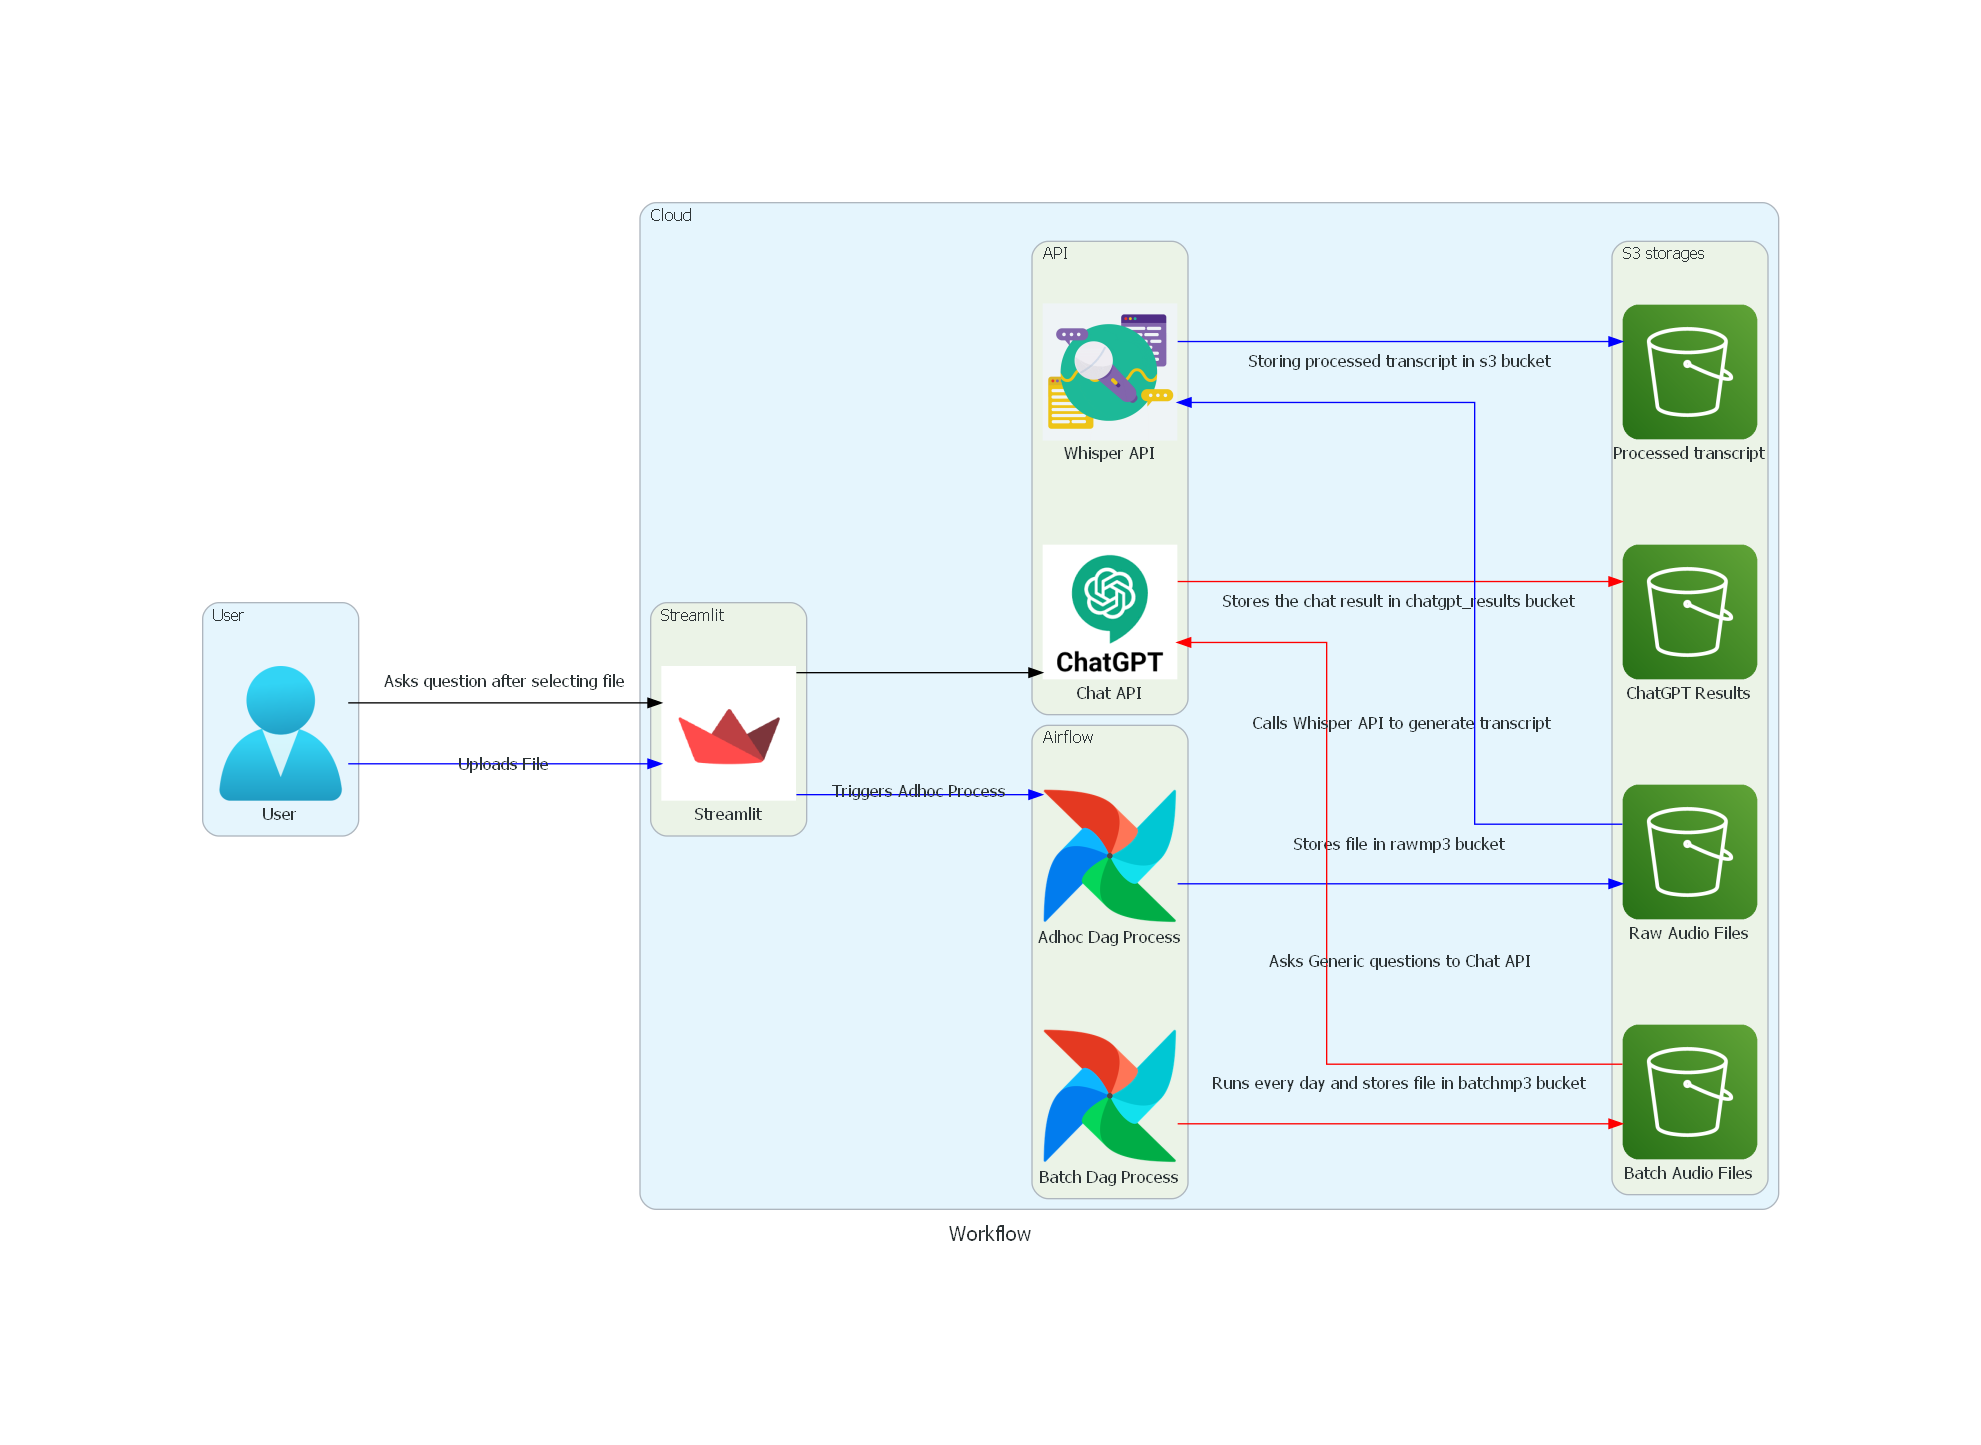 Cloud
API
S3 storages
Storing processed transcript in s3 bucket
Whisper API
Processed transcript
Stores the chat result in chatgpt_results bucket
User
Streamlit
ChatGPT
Asks question after selecting file
Chat API
ChatGPT Results
Calls Whisper API to generate transcript
Airflow
Uploads File
Triggers Adhoc Process
User
Streamlit
Stores file in rawmp3 bucket
Adhoc Dag Process
Raw Audio Files
Asks Generic questions to Chat API
Runs every day and stores file in batchmp3 bucket
Batch Dag Process
Batch Audio Files
Workflow